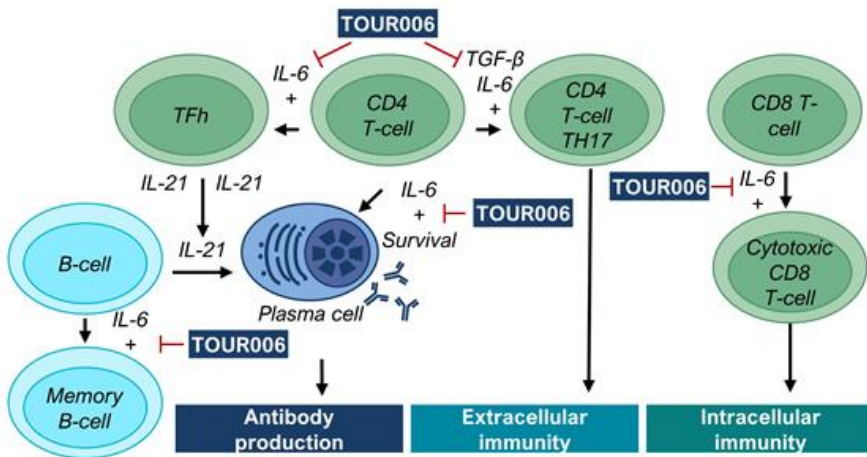 TOUR006
IL-6
+
TGF-β
IL-6
+
TFh
CD4
T-cell
CD4
T-cell
TH17
CD8 T-
cell
IL-21 IL-21
IL-6
+
Survival
TOUR006
TOUR006
IL-6
+
B-cell
IL-21
Plasma cell
Cytotoxic
CD8
T-cell
IL-6
+
TOUR006
Memory
B-cell
Antibody
production
Extracellular
immunity
Intracellular
immunity